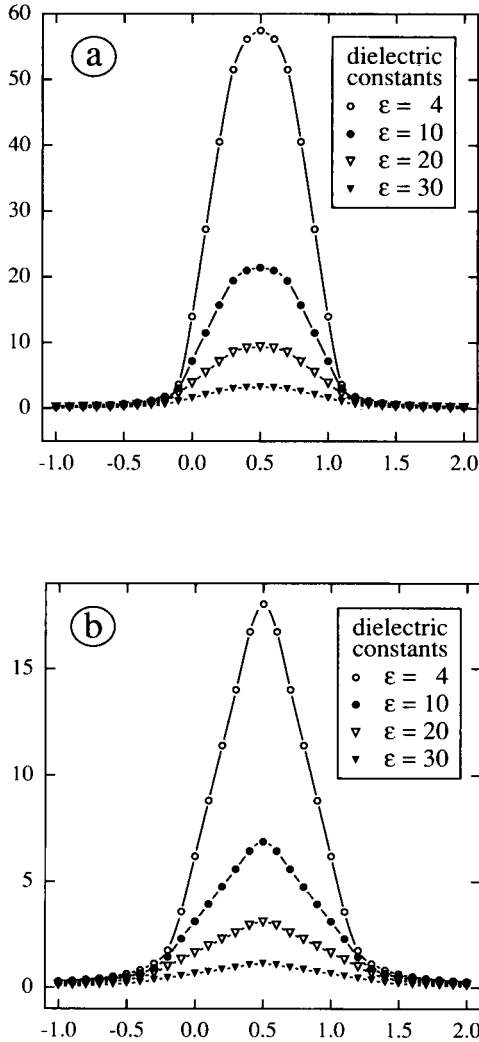 60
50
40
30
20
10
0
a
dielectric
constants
ε = 4
ε = 10
ε = 20
ε = 30
-1.0 -0.5 0.0 0.5 1.0 1.5 2.0
15
10
5
0
b
dielectric
constants
ε = 4
ε = 10
ε = 20
ε = 30
-1.0 -0.5 0.0 0.5 1.0 1.5 2.0